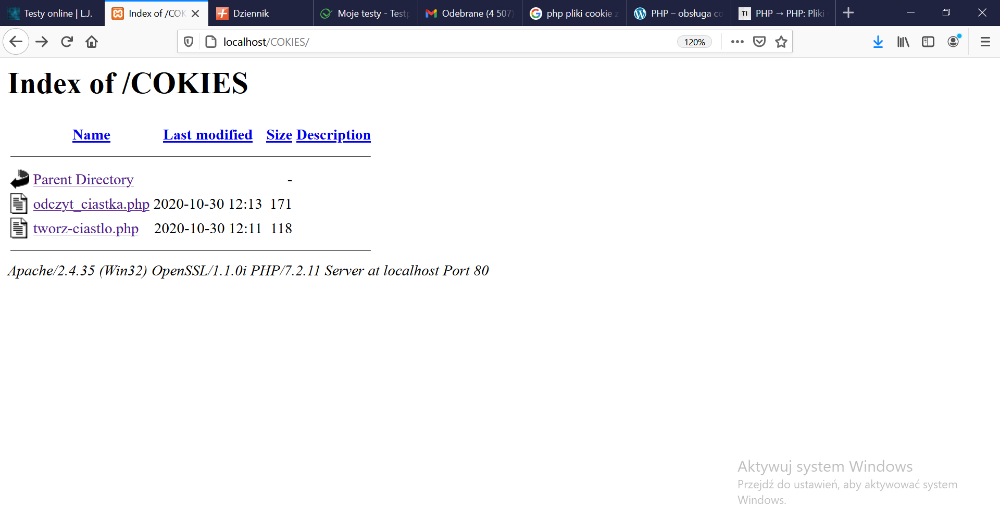 Testy online | L.J.
Index of /COK
Dziennik
Moje testy - Testp
Odebrane (4 507)
php pliki cookie z
PHP – obsługa co
PHP → PHP: Pliki
localhost/COKIES/
120%
Index of /COKIES
Name Last modified Size Description
Parent Directory -
odczyt_ciastka.php 2020-10-30 12:13 171
tworz-ciastlo.php 2020-10-30 12:11 118
Apache/2.4.35 (Win32) OpenSSL/1.1.0i PHP/7.2.11 Server at localhost Port 80
Aktywuj system Windows
Przejdź do ustawień, aby aktywować system
Windows.